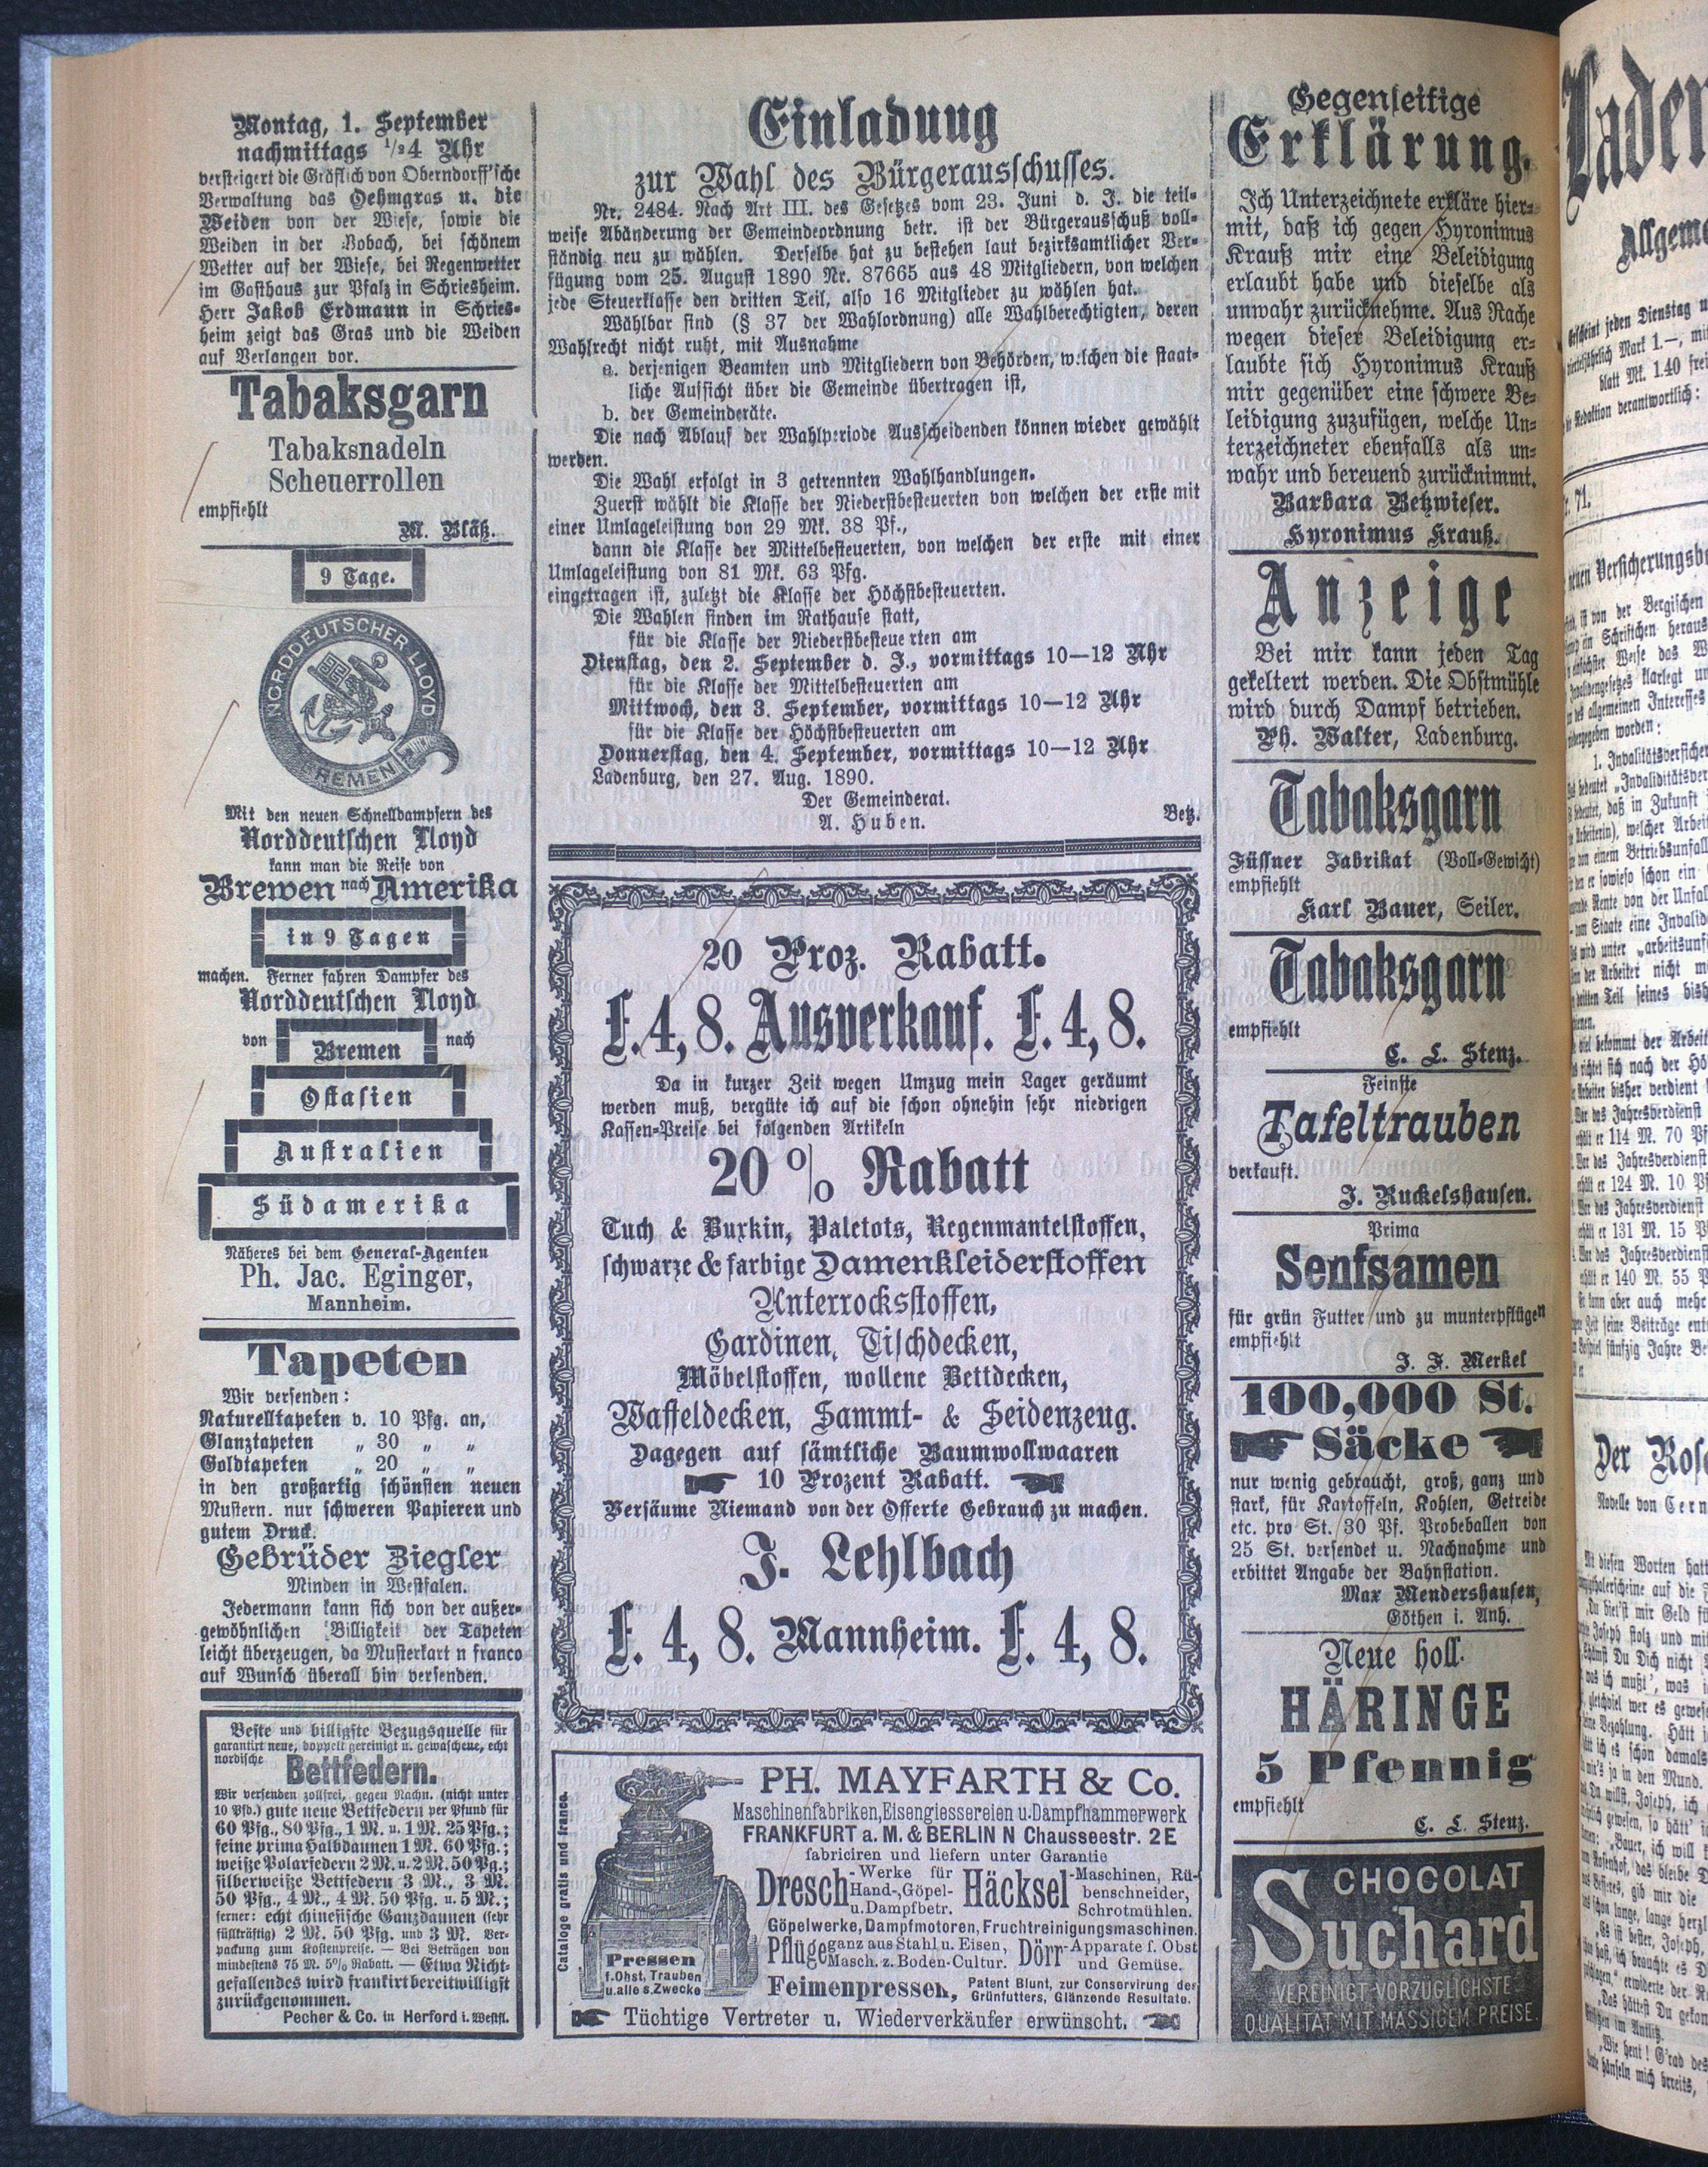 Montag, 1. September
nachmittags 1/24 Uhr
versteigert die Gräflich von Oberndorff'sche
Verwaltung das Oehmgras u. die
Weiden von der Wiese, sowie die
Weiden in der Lobach, bei schönem
Wetter auf der Wiese, bei Regenwetter
im Gasthaus zur Pfalz in Schriesheim.
Herr Jakob Erdmann in Schries-
heim zeigt das Gras und die Weiden
auf Verlangen vor.
Tabaksgarn
Tabaksnadeln
Scheuerrollen
empfiehlt
M. Bläß.
9 Tage.
NORDDEUTSCHER LLOYD
BREMEN
Mit den neuen Schnelldampfern des
Norddeutschen Lloyd
kann man die Reise von
Bremen nach Amerika
in 9 Tagen
machen. Ferner fahren Dampfer des
Norddeutschen Lloyd
von Bremen nach
Ostasien
Australien
Südamerika
Näheres bei dem General-Agenten
Ph. Jac. Eginger,
Mannheim.
Tapeten
Wir versenden:
Naturelltapeten v. 10 Pfg. an,
Glanztapeten „ 30 „ „
Goldtapeten „ 20 „ „
in den großartig schönsten neuen
Mustern. nur schweren Papieren und
gutem Druck.
Gebrüder Ziegler
Minden in Westfalen.
Jedermann kann sich von der außer-
gewöhnlichen Billigkeit der Tapeten
leicht überzeugen, da Musterkart n franco
auf Wunsch überall hin versenden.
Beste und billigste Bezugsquelle für
garantirt neue, doppelt gereinigt u. gewaschene, echt
nordische
Bettfedern.
Wir versenden zollfrei, gegen Nachn. (nicht unter
10 Pfd.) gute neue Bettfedern per Pfund für
60 Pfg., 80 Pfg., 1 M. u. 1 M. 25 Pfg.;
feine prima Halbdaunen 1 M. 60 Pfg.;
weiße Polarfedern 2 M. u. 2 M. 50 Pg.;
silberweiße Bettfedern 3 M., 3 M.
50 Pfg., 4 M., 4 M. 50 Pfg. u. 5 M.;
ferner: echt chinesische Ganzdaunen (sehr
füllkräftig) 2 M. 50 Pfg. und 3 M. Ver-
packung zum Kostenpreise. — Bei Beträgen von
mindestens 75 M. 5% Rabatt. — Etwa Nicht-
gefallendes wird frankirt bereitwilligst
zurückgenommen.
Pecher & Co. in Herford i. Westfl.
Einladung
zur Wahl des Bürgerausschusses.
Nr. 2484. Nach Art III. des Gesetzes vom 23. Juni d. J. die teil-
weise Abänderung der Gemeindeordnung betr. ist der Bürgerausschuß voll-
ständig neu zu wählen. Derselbe hat zu bestehen laut bezirksamtlicher Ver-
fügung vom 25. August 1890 Nr. 87665 aus 48 Mitgliedern, von welchen
jede Steuerklasse den dritten Teil, also 16 Mitglieder zu wählen hat.
Wählbar sind (§ 37 der Wahlordnung) alle Wahlberechtigten, deren
Wahlrecht nicht ruht, mit Ausnahme
a. derjenigen Beamten und Mitgliedern von Behörden, welchen die staat-
liche Aufsicht über die Gemeinde übertragen ist,
b. der Gemeinderäte.
Die nach Ablauf der Wahlperiode Ausscheidenden können wieder gewählt
werden.
Die Wahl erfolgt in 3 getrennten Wahlhandlungen.
Zuerst wählt die Klasse der Niederstbesteuerten von welchen der erste mit
einer Umlageleistung von 29 Mk. 38 Pf.,
dann die Klasse der Mittelbesteuerten, von welchen der erste mit einer
Umlageleistung von 81 Mk. 63 Pfg.
eingetragen ist, zuletzt die Klasse der Höchstbesteuerten.
Die Wahlen finden im Rathause statt,
für die Klasse der Niederstbesteuerten am
Dienstag, den 2. September d. J., vormittags 10—12 Uhr
für die Klasse der Mittelbesteuerten am
Mittwoch, den 3. September, vormittags 10—12 Uhr
für die Klasse der Höchstbesteuerten am
Donnerstag, den 4. September, vormittags 10—12 Uhr
Ladenburg, den 27. Aug. 1890.
Der Gemeinderat.
A. Huben.
Betz.
20 Proz. Rabatt.
E. 4, 8. Ausverkauf. E. 4, 8.
Da in kurzer Zeit wegen Umzug mein Lager geräumt
werden muß, vergüte ich auf die schon ohnehin sehr niedrigen
Kassen-Preise bei folgenden Artikeln
20 % Rabatt
Tuch & Buxkin, Paletots, Regenmantelstoffen,
schwarze & farbige Damenkleiderstoffen
Unterrocksstoffen,
Gardinen, Tischdecken,
Möbelstoffen, wollene Bettdecken,
Waffeldecken, Sammt- & Seidenzeug.
Dagegen auf sämtliche Baumwollwaaren
10 Prozent Rabatt.
Versäume Niemand von der Offerte Gebrauch zu machen.
J. Lehlbach
E. 4, 8. Mannheim. E. 4, 8.
Cataloge gratis und franco.
PH. MAYFARTH & Co.
Maschinenfabriken, Eisengiessereien u. Dampfhammerwerk
FRANKFURT a. M. & BERLIN N Chausseestr. 2 E
fabriciren und liefern unter Garantie
Dresch-Werke für Hand-, Göpel- u. Dampfbetr. Häcksel-Maschinen, Rü-
benschneider, Schrotmühlen.
Göpelwerke, Dampfmotoren, Fruchtreinigungsmaschinen.
Pflüge ganz aus Stahl u. Eisen, Masch. z. Boden-Cultur. Dörr-Apparate f. Obst und Gemüse.
Feimenpressen, Patent Blunt, zur Conservirung des
Grünfutters, Glänzende Resultate.
Pressen
f. Obst, Trauben
u. alle s. Zwecke
Tüchtige Vertreter u. Wiederverkäufer erwünscht.
Gegenseitige
Erklärung.
Ich Unterzeichnete erkläre hier-
mit, daß ich gegen Hyronimus
Krauß mir eine Beleidigung
erlaubt habe und dieselbe als
unwahr zurücknehme. Aus Rache
wegen dieser Beleidigung er-
laubte sich Hyronimus Krauß
mir gegenüber eine schwere Be-
leidigung zuzufügen, welche Un-
terzeichneter ebenfalls als un-
wahr und bereuend zurücknimmt.
Barbara Betzwieser.
Hyronimus Krauß.
Anzeige
Bei mir kann jeden Tag
gekeltert werden. Die Obstmühle
wird durch Dampf betrieben.
Ph. Walter, Ladenburg.
Tabaksgarn
Füssner Fabrikat (Voll-Gewicht)
empfiehlt
Karl Bauer, Seiler.
Tabaksgarn
empfiehlt
C. L. Stenz.
Feinste
Tafeltrauben
verkauft.
J. Ruckelshausen.
Prima
Senfsamen
für grün Futter und zu munterpflügen
empfiehlt
J. F. Merkel
100,000 St.
Säcke
nur wenig gebraucht, groß, ganz und
stark, für Kartoffeln, Kohlen, Getreide
etc. pro St. 30 Pf. Probeballen von
25 St. versendet u. Nachnahme und
erbittet Angabe der Bahnstation.
Max Mendershausen,
Cöthen i. Anh.
Neue holl.
HÄRINGE
5 Pfennig
empfiehlt
C. L. Stenz.
CHOCOLAT
Suchard
VEREINIGT VORZÜGLICHSTE
QUALITÄT MIT MÄSSIGEM PREISE.